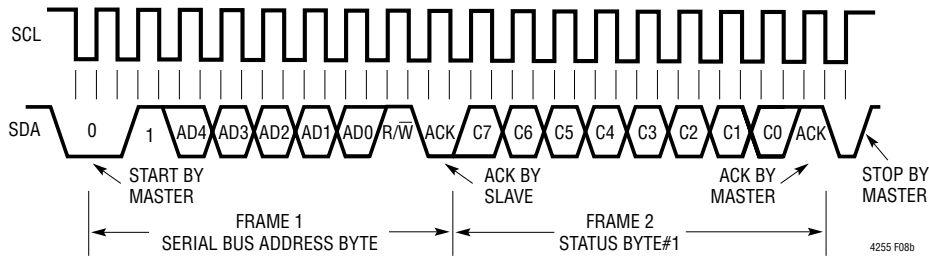 SCL
SDA 0 1 AD4 AD3 AD2 AD1 AD0 R/W̅ ACK C7 C6 C5 C4 C3 C2 C1 C0 ACK
START BY
MASTER
ACK BY
SLAVE
ACK BY
MASTER
STOP BY
MASTER
FRAME 1
SERIAL BUS ADDRESS BYTE
FRAME 2
STATUS BYTE#1
4255 F08b